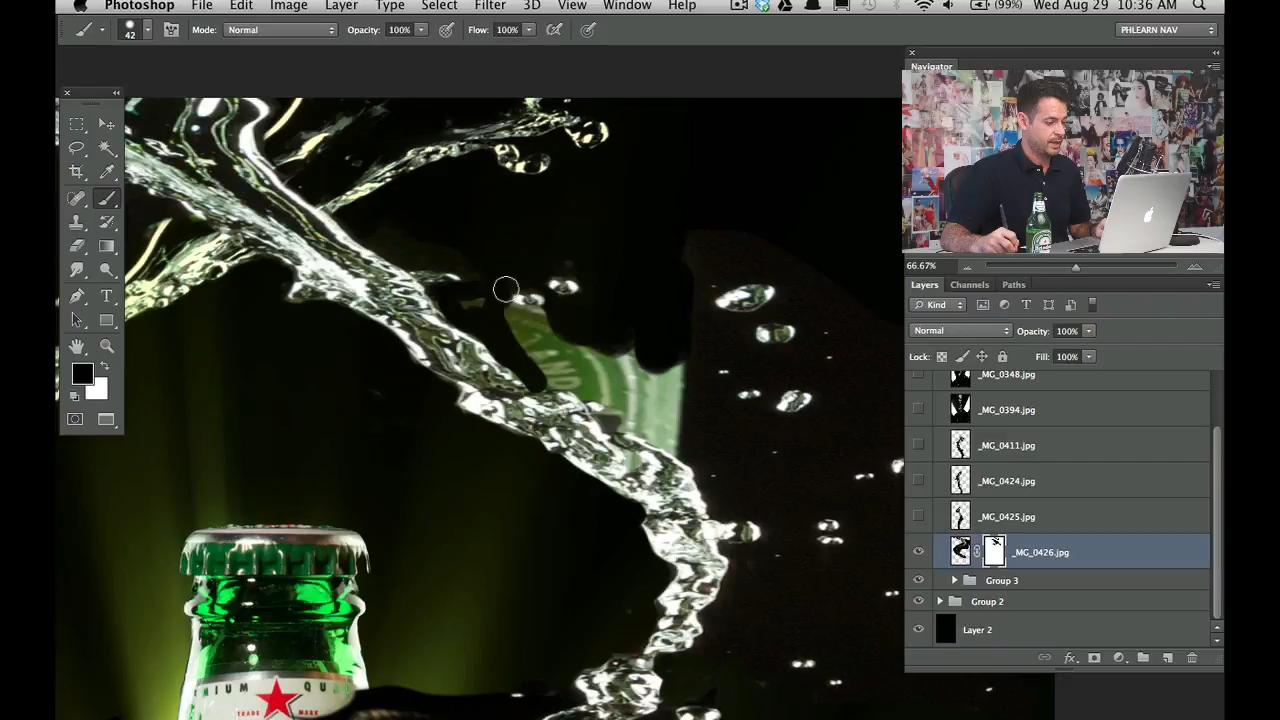 Photoshop File Edit Image Layer Type Select Filter 3D View Window Help (99%) Wed Aug 29 10:36 AM
42 Mode: Normal Opacity: 100% Flow: 100% PHLEARN NAV
Navigator
66.67%
Layers Channels Paths
Kind
Normal Opacity: 100%
Lock: Fill: 100%
_MG_0348.jpg
_MG_0394.jpg
_MG_0411.jpg
_MG_0424.jpg
_MG_0425.jpg
_MG_0426.jpg
Group 3
Group 2
Layer 2
AND
MIUM QUA
TRADE MARK